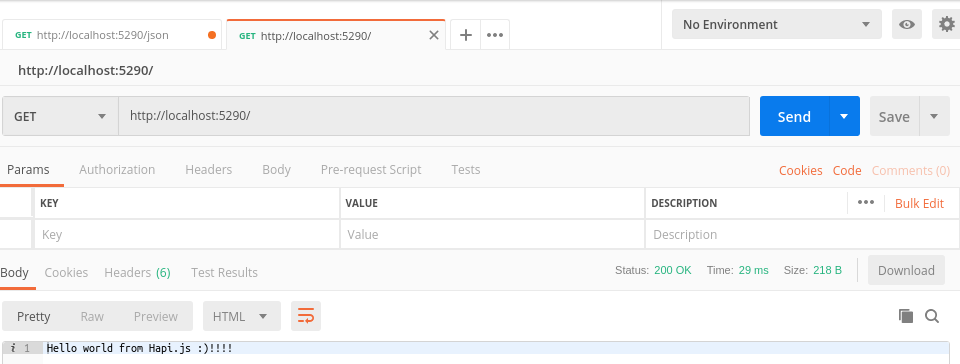 GET http://localhost:5290/json
GET http://localhost:5290/
No Environment
http://localhost:5290/
GET http://localhost:5290/ Send Save
Params Authorization Headers Body Pre-request Script Tests Cookies Code Comments (0)
KEY VALUE DESCRIPTION Bulk Edit
Key Value Description
Body Cookies Headers (6) Test Results Status: 200 OK Time: 29 ms Size: 218 B Download
Pretty Raw Preview HTML
i 1 Hello world from Hapi.js :)!!!!